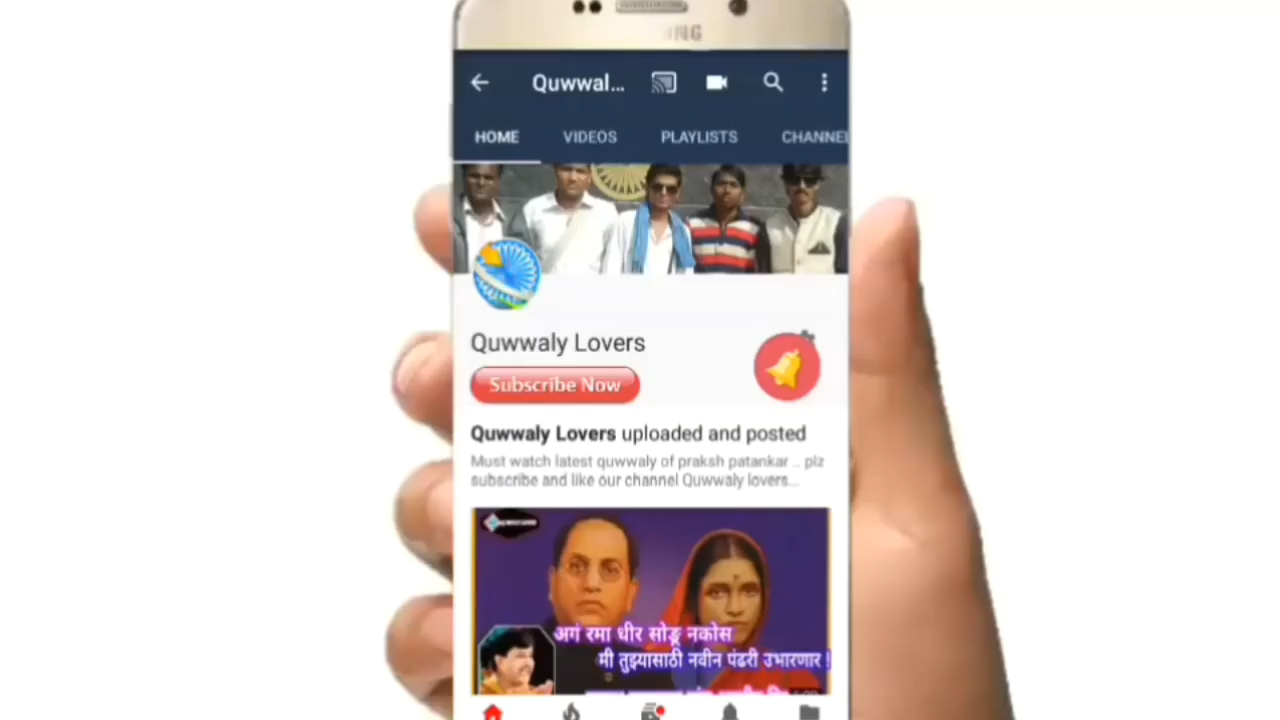 Quwwal...
HOME VIDEOS PLAYLISTS CHANNEL
Quwwaly Lovers
Subscribe Now
Quwwaly Lovers uploaded and posted
Must watch latest quwwaly of praksh patankar .. plz
subscribe and like our channel Quwwaly lovers...
अगं रमा धीर सोडू नकोस
मी तुझ्यासाठी नवीन पंढरी उभारणार !